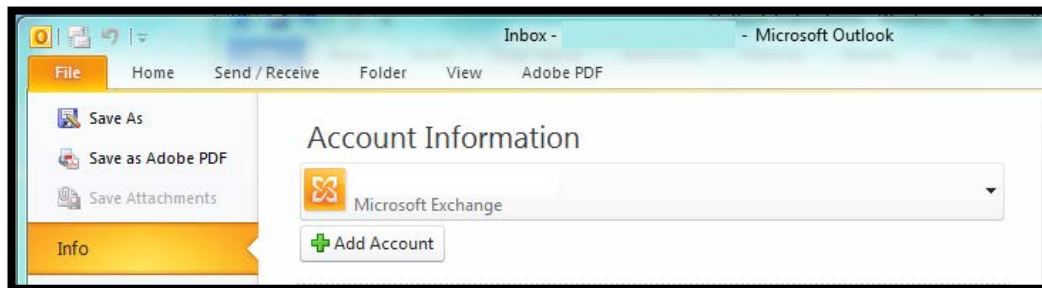 Inbox - - Microsoft Outlook
File Home Send / Receive Folder View Adobe PDF
Save As
Save as Adobe PDF
Save Attachments
Info
Account Information
Microsoft Exchange
Add Account